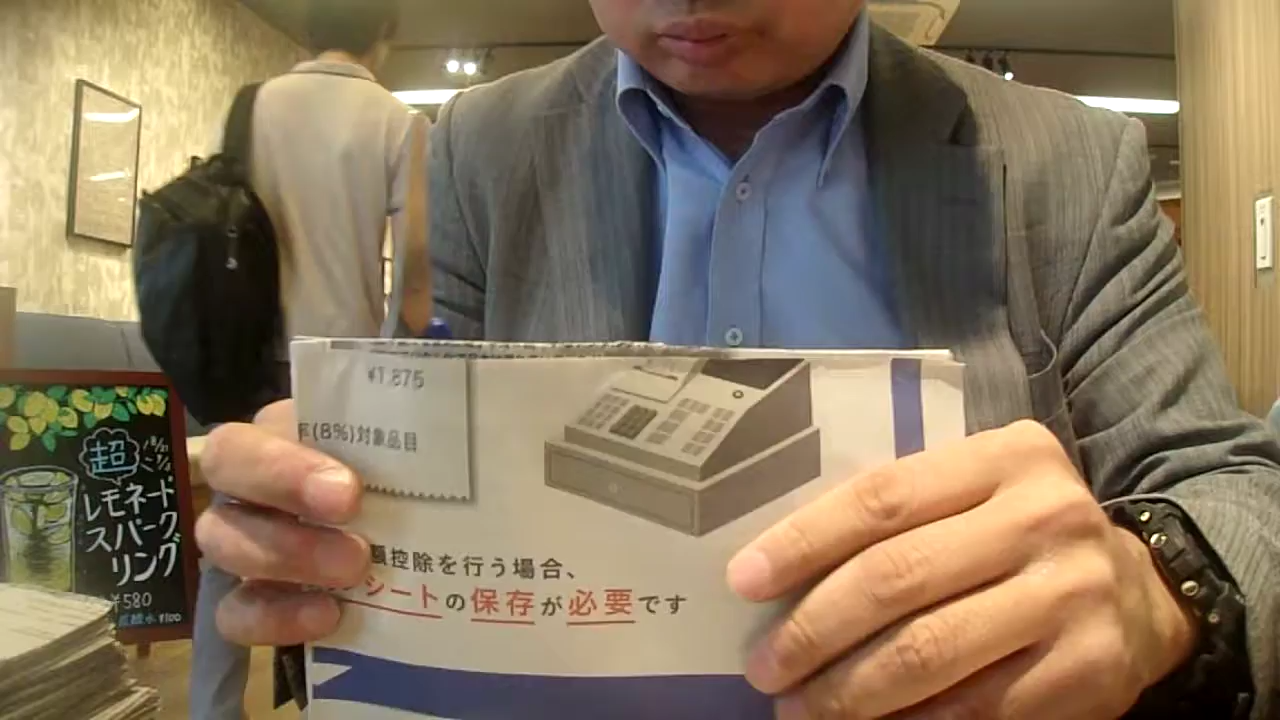 ¥1,875
(8%)対象品目
控除を行う場合、
シートの保存が必要です
超
レモネード
スパーク
リング
¥580